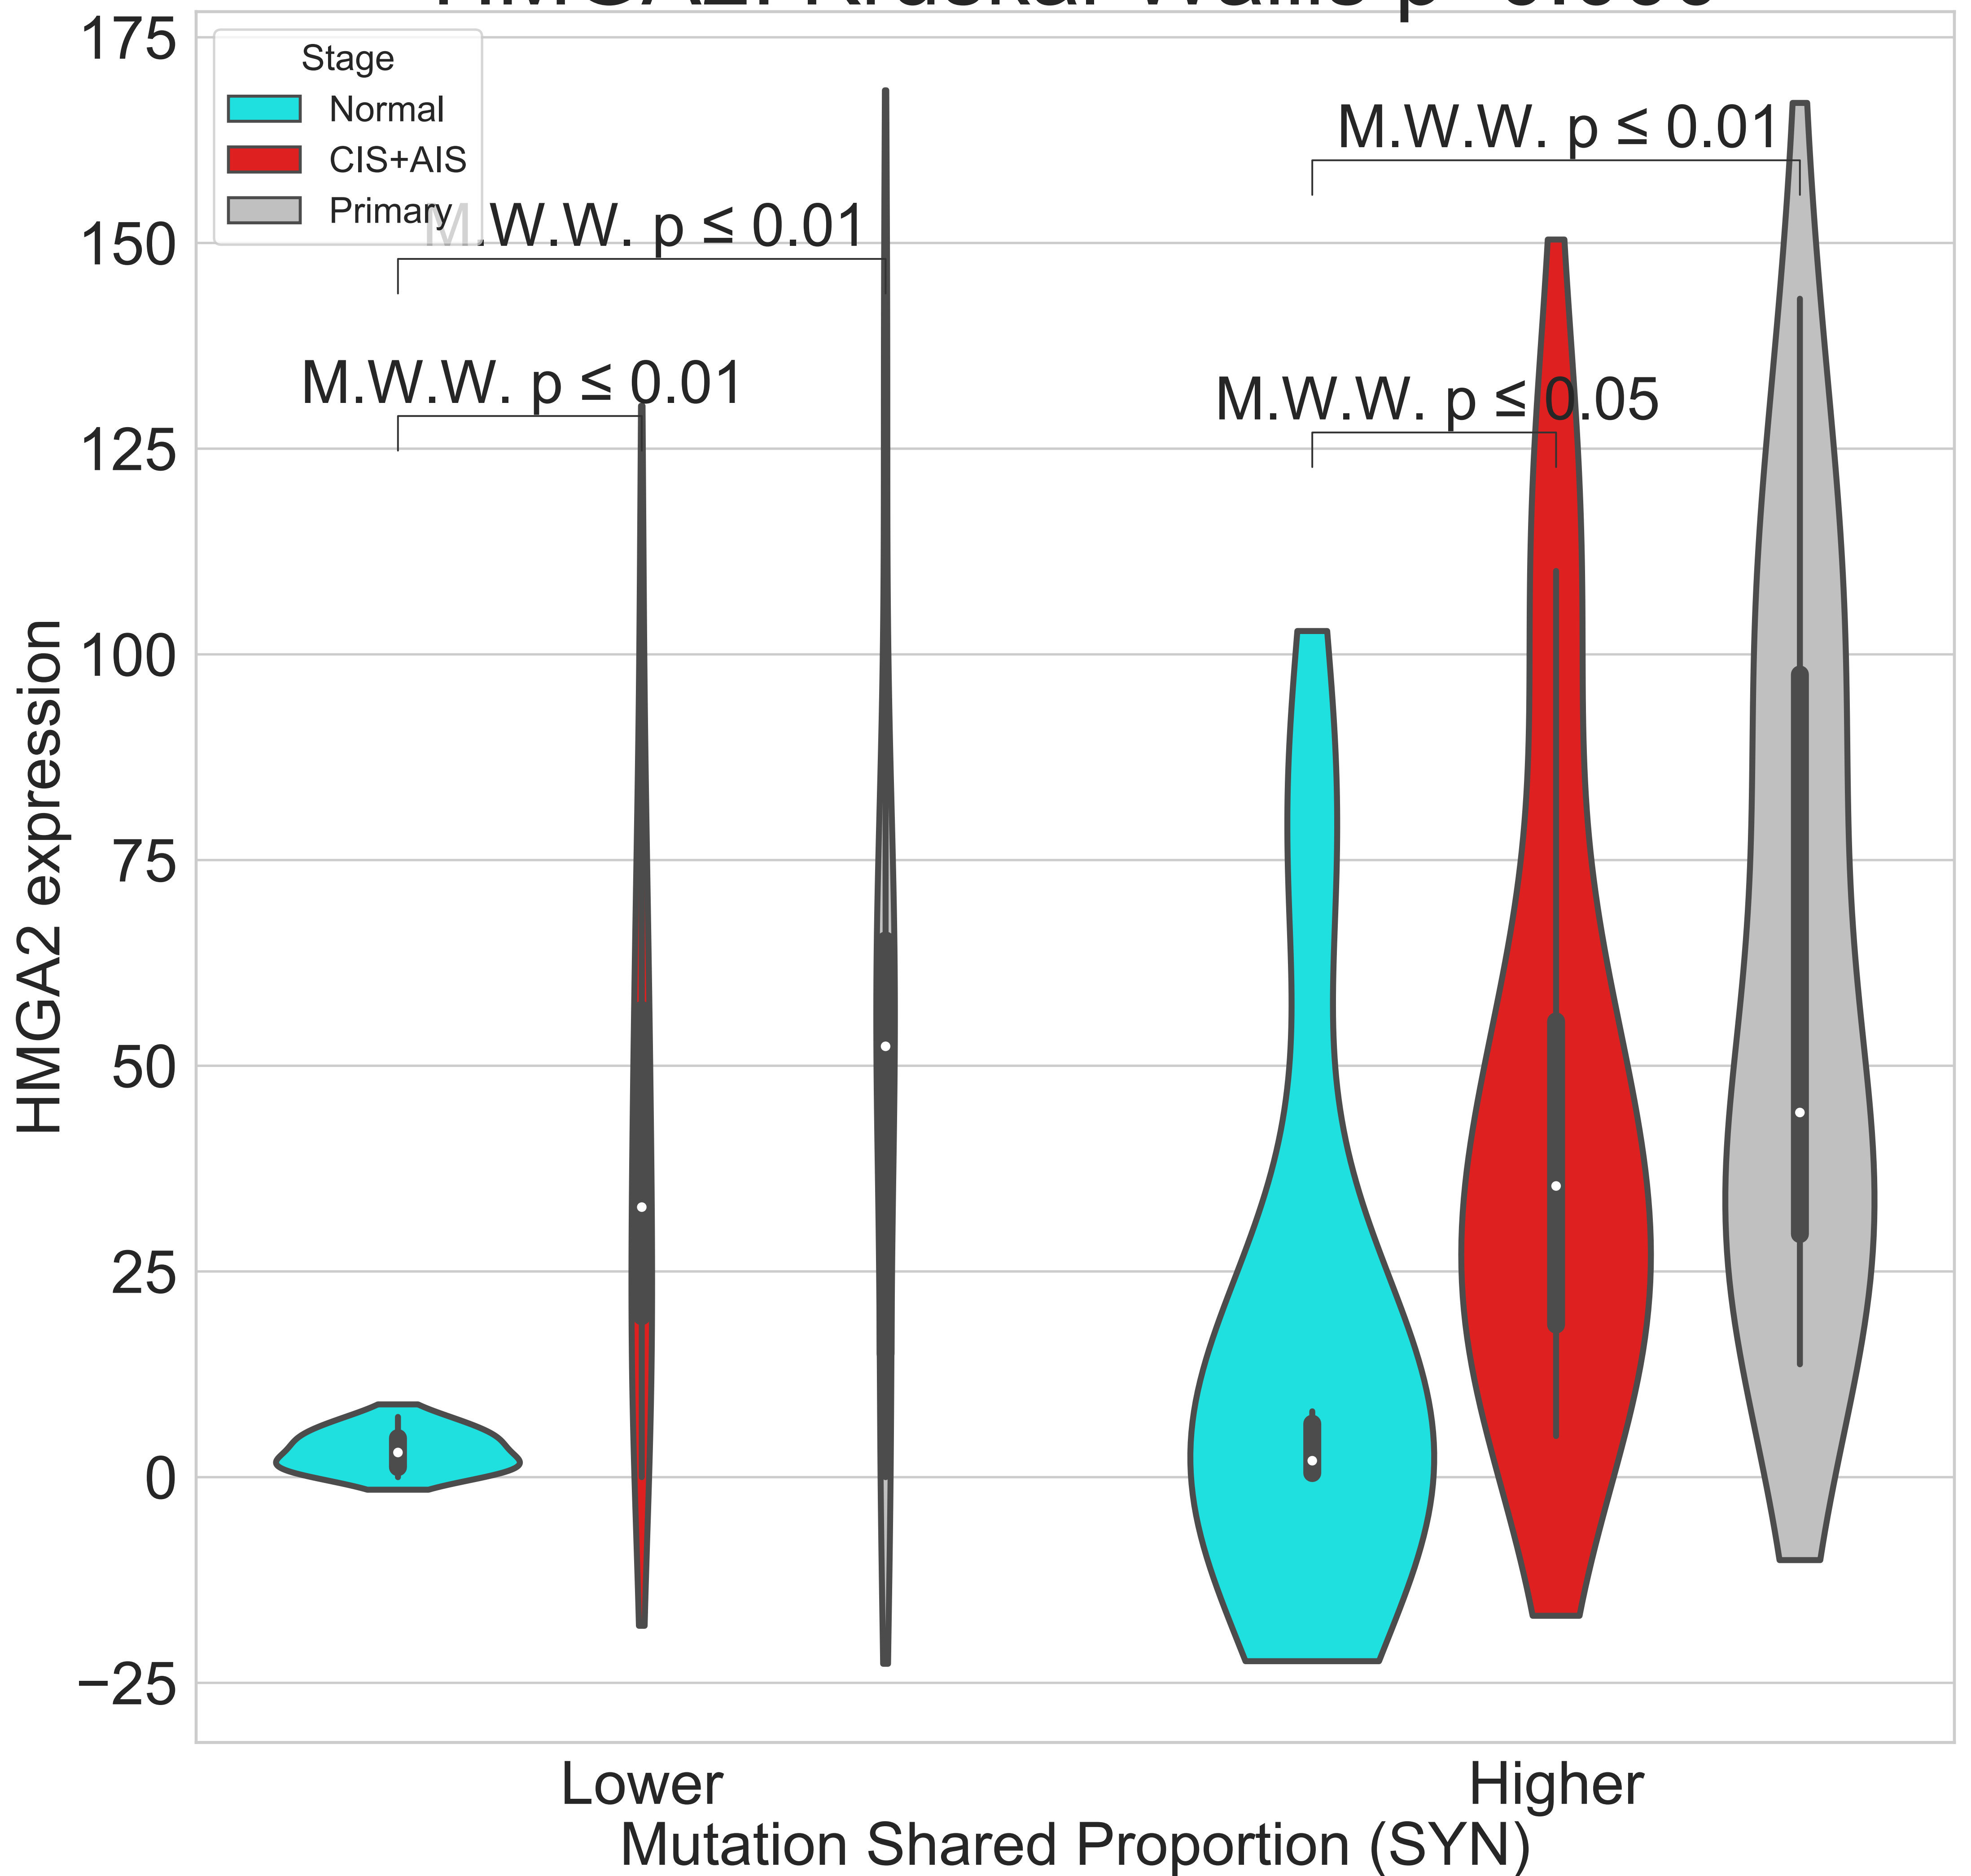 175
Stage
Normal
CIS+AIS
Primary
M.W.W. p ≤ 0.01
M.W.W. p ≤ 0.01
150
M.W.W. p ≤ 0.01
M.W.W. p ≤ 0.05
125
100
75
50
25
0
−25
HMGA2 expression
Lower
Higher
Mutation Shared Proportion (SYN)